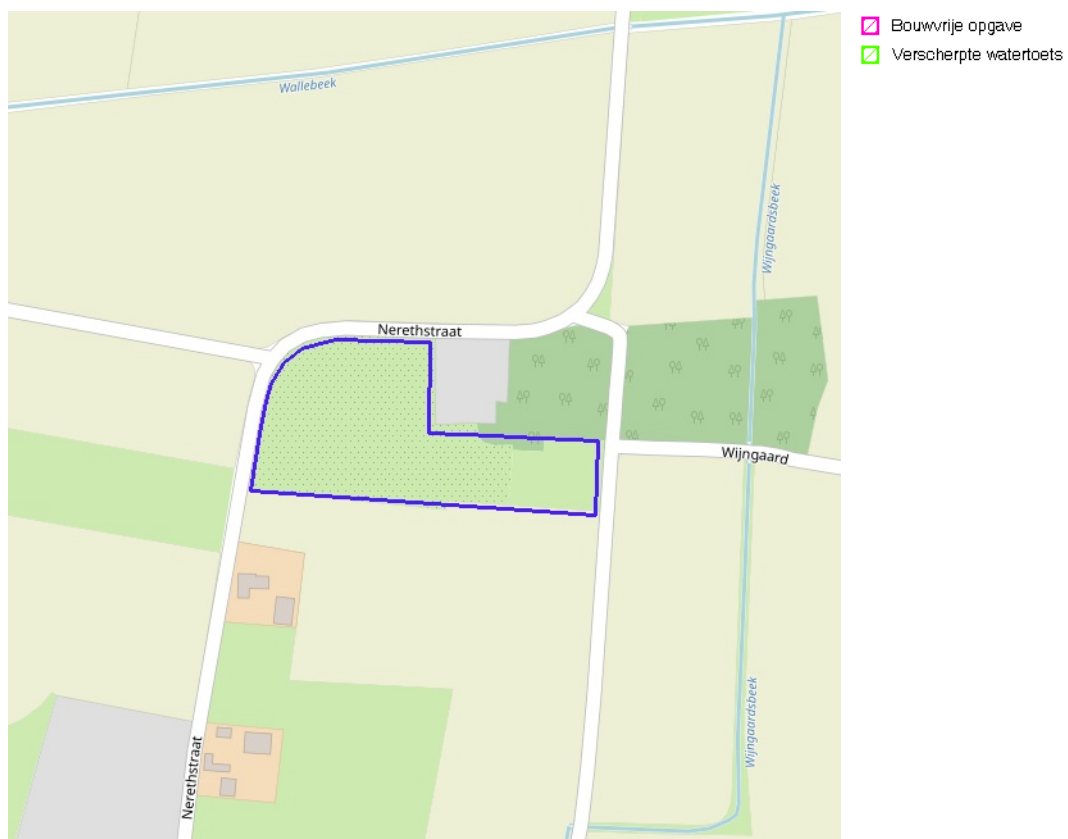 Bouwvrije opgave
Verscherpte watertoets
Wallebeek
Wijngaardsbeek
Nerethstraat
Wijngaard
Wijngaardsbeek
Nerethstraat